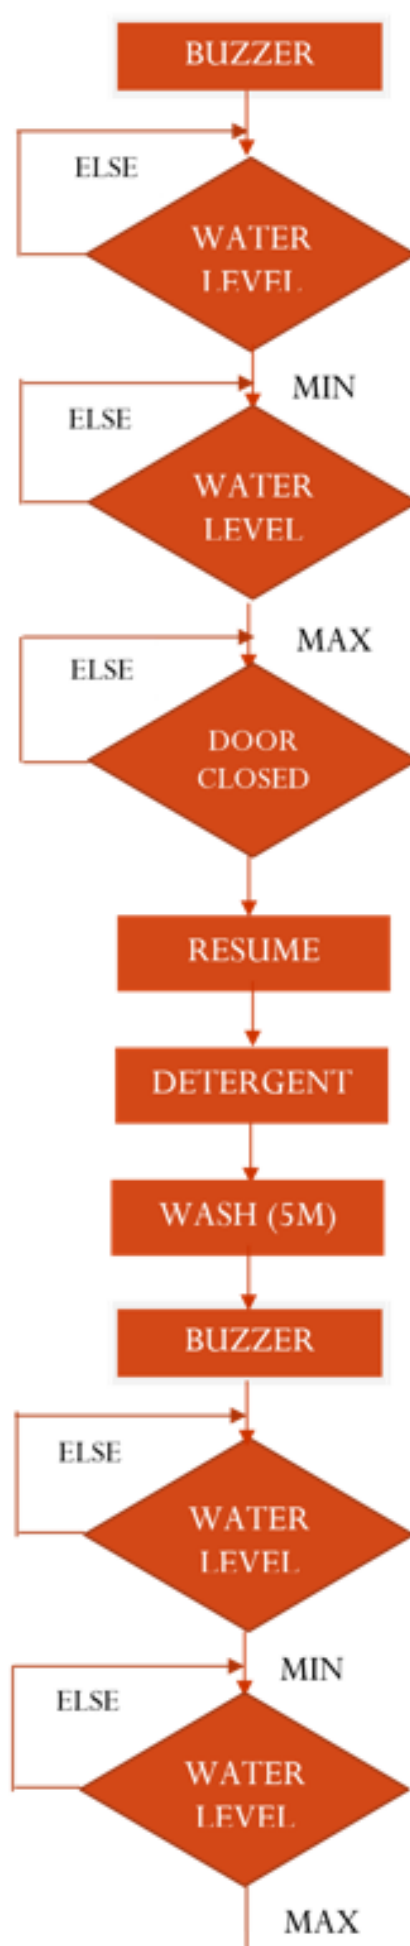 BUZZER
ELSE
WATER
LEVEL
MIN
ELSE
WATER
LEVEL
MAX
ELSE
DOOR
CLOSED
RESUME
DETERGENT
WASH (5M)
BUZZER
ELSE
WATER
LEVEL
MIN
ELSE
WATER
LEVEL
MAX